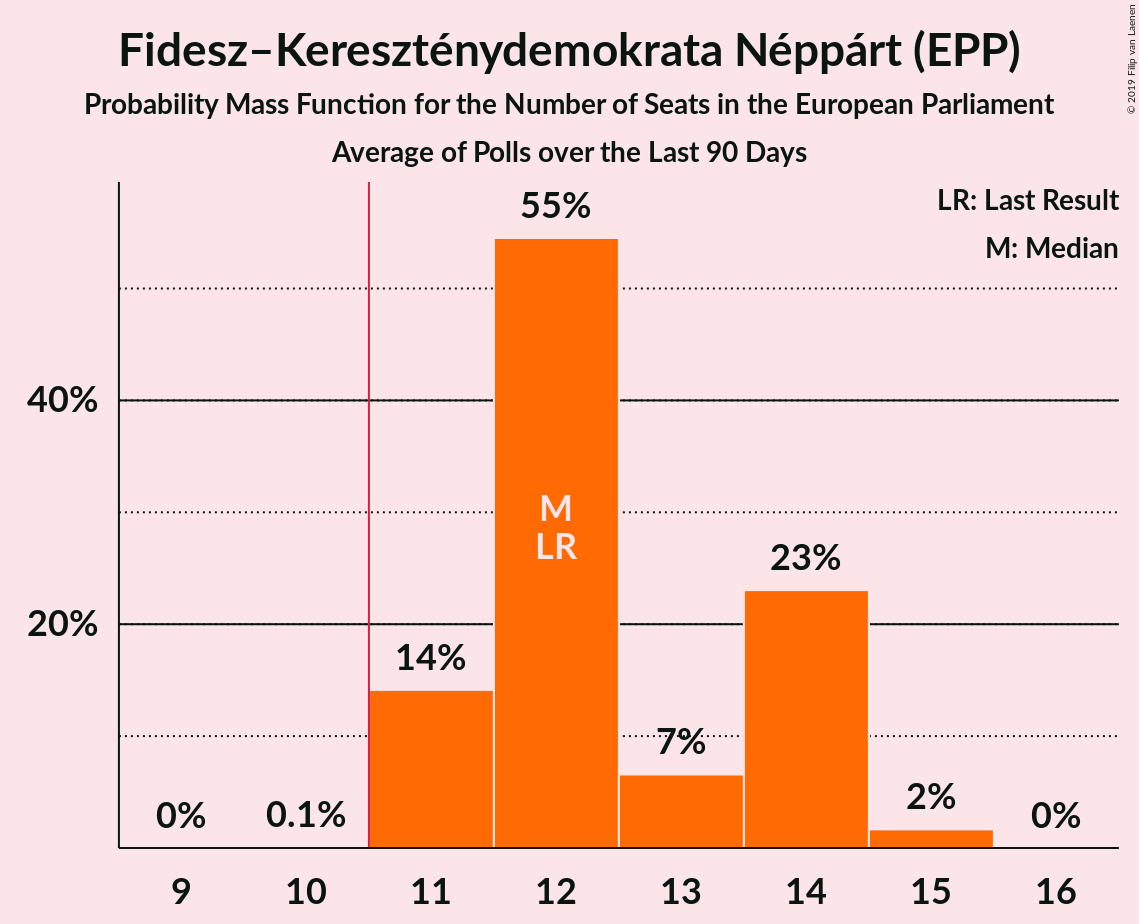 Fidesz–Kereszténydemokrata Néppárt (EPP)
Probability Mass Function for the Number of Seats in the European Parliament
Average of Polls over the Last 90 Days
© 2019 Filip van Laenen
LR: Last Result
M: Median
55%
40%
M
LR
23%
20%
14%
7%
2%
0%
0.1%
0%
9
10
11
12
13
14
15
16